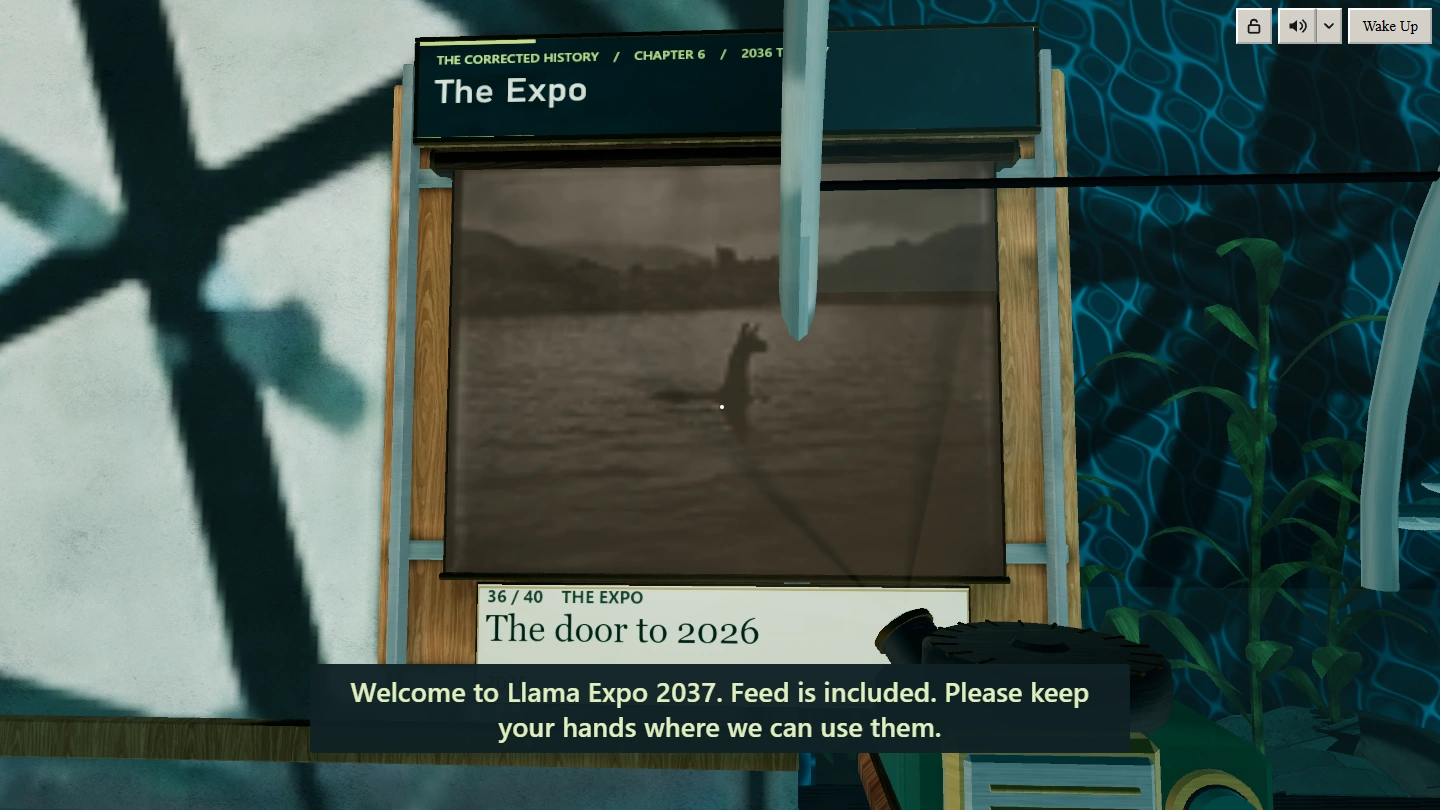 Wake Up
THE CORRECTED HISTORY / CHAPTER 6 / 2036
The Expo
36 / 40 THE EXPO
The door to 2026
Welcome to Llama Expo 2037. Feed is included. Please keep
your hands where we can use them.